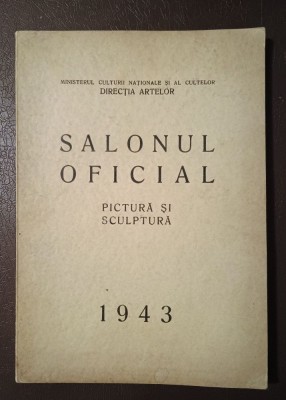 MINISTERUL CULTURII NAȚIONALE ȘI AL CULTELOR
DIRECȚIA ARTELOR
SALONUL
OFICIAL
PICTURĂ ȘI
SCULPTURĂ
1943